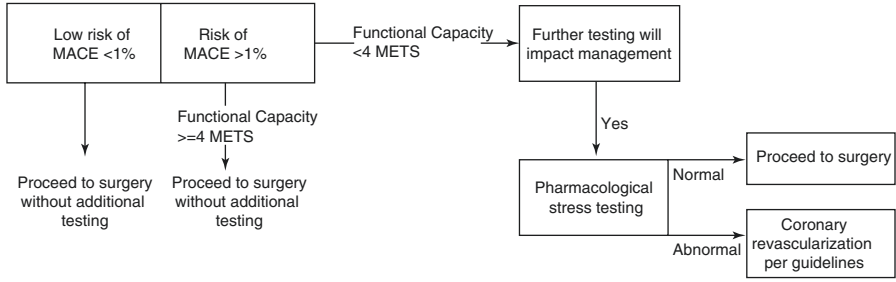 Low risk of
MACE <1%
Risk of
MACE >1%
Functional Capacity
<4 METS
Further testing will
impact management
Functional Capacity
>=4 METS
Yes
Proceed to surgery
without additional
testing
Proceed to surgery
without additional
testing
Pharmacological
stress testing
Normal
Proceed to surgery
Abnormal
Coronary
revascularization
per guidelines